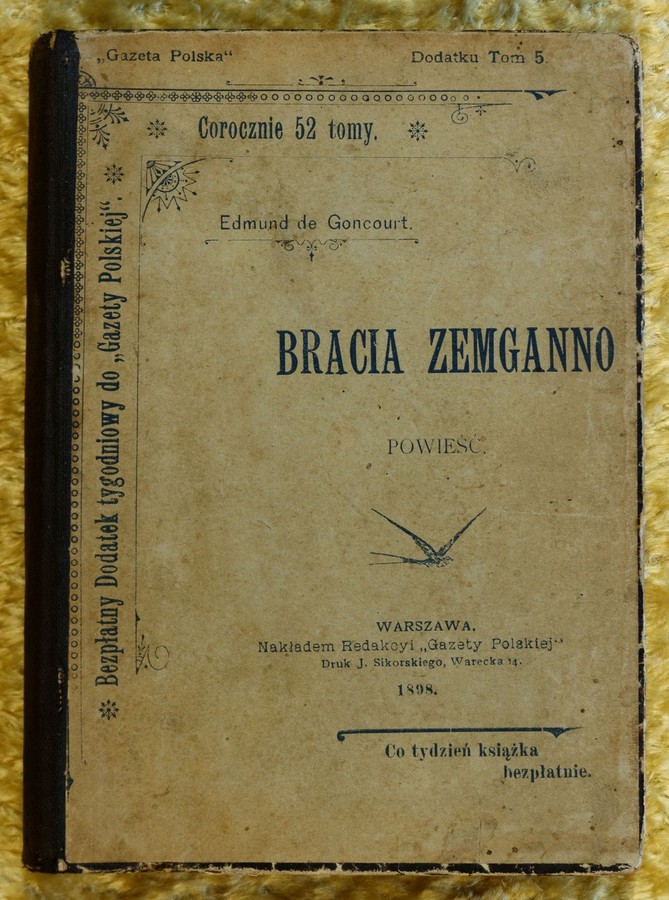 „Gazeta Polska“ Dodatku Tom 5.
Corocznie 52 tomy.
Bezpłatny Dodatek tygodniowy do „Gazety Polskiej“.
Edmund de Goncourt.
BRACIA ZEMGANNO
POWIEŚĆ.
WARSZAWA.
Nakładem Redakcyi „Gazety Polskiej“
Druk J. Sikorskiego, Warecka 14.
1898.
Co tydzień książka
bezpłatnie.